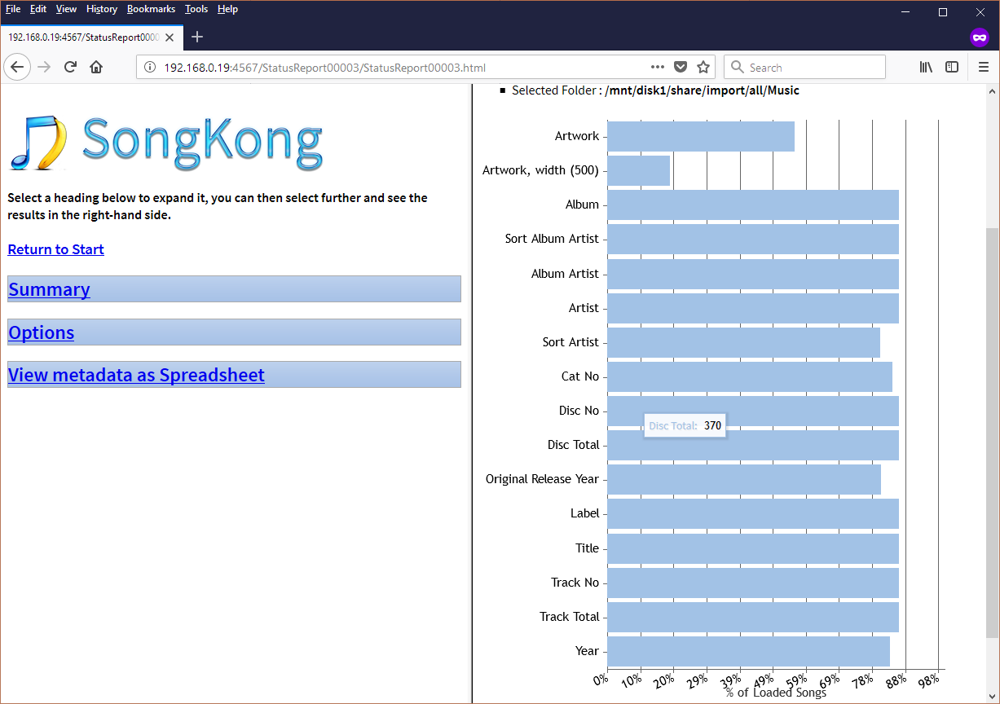 File Edit View History Bookmarks Tools Help
192.168.0.19:4567/StatusReport0000
192.168.0.19:4567/StatusReport00003/StatusReport00003.html
Search
SongKong
Select a heading below to expand it, you can then select further and see the
results in the right-hand side.
Return to Start
Summary
Options
View metadata as Spreadsheet
Selected Folder : /mnt/disk1/share/import/all/Music
Artwork
Artwork, width (500)
Album
Sort Album Artist
Album Artist
Artist
Sort Artist
Cat No
Disc No
Disc Total: 370
Disc Total
Original Release Year
Label
Title
Track No
Track Total
Year
0% 10% 20% 29% 39% 49% 59% 69% 78% 88% 98%
% of Loaded Songs